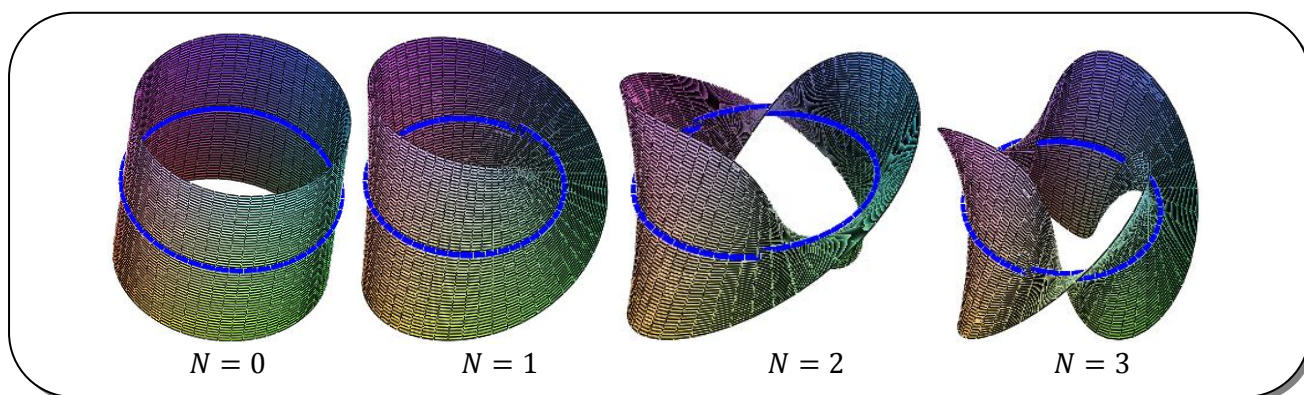 N = 0 N = 1 N = 2 N = 3